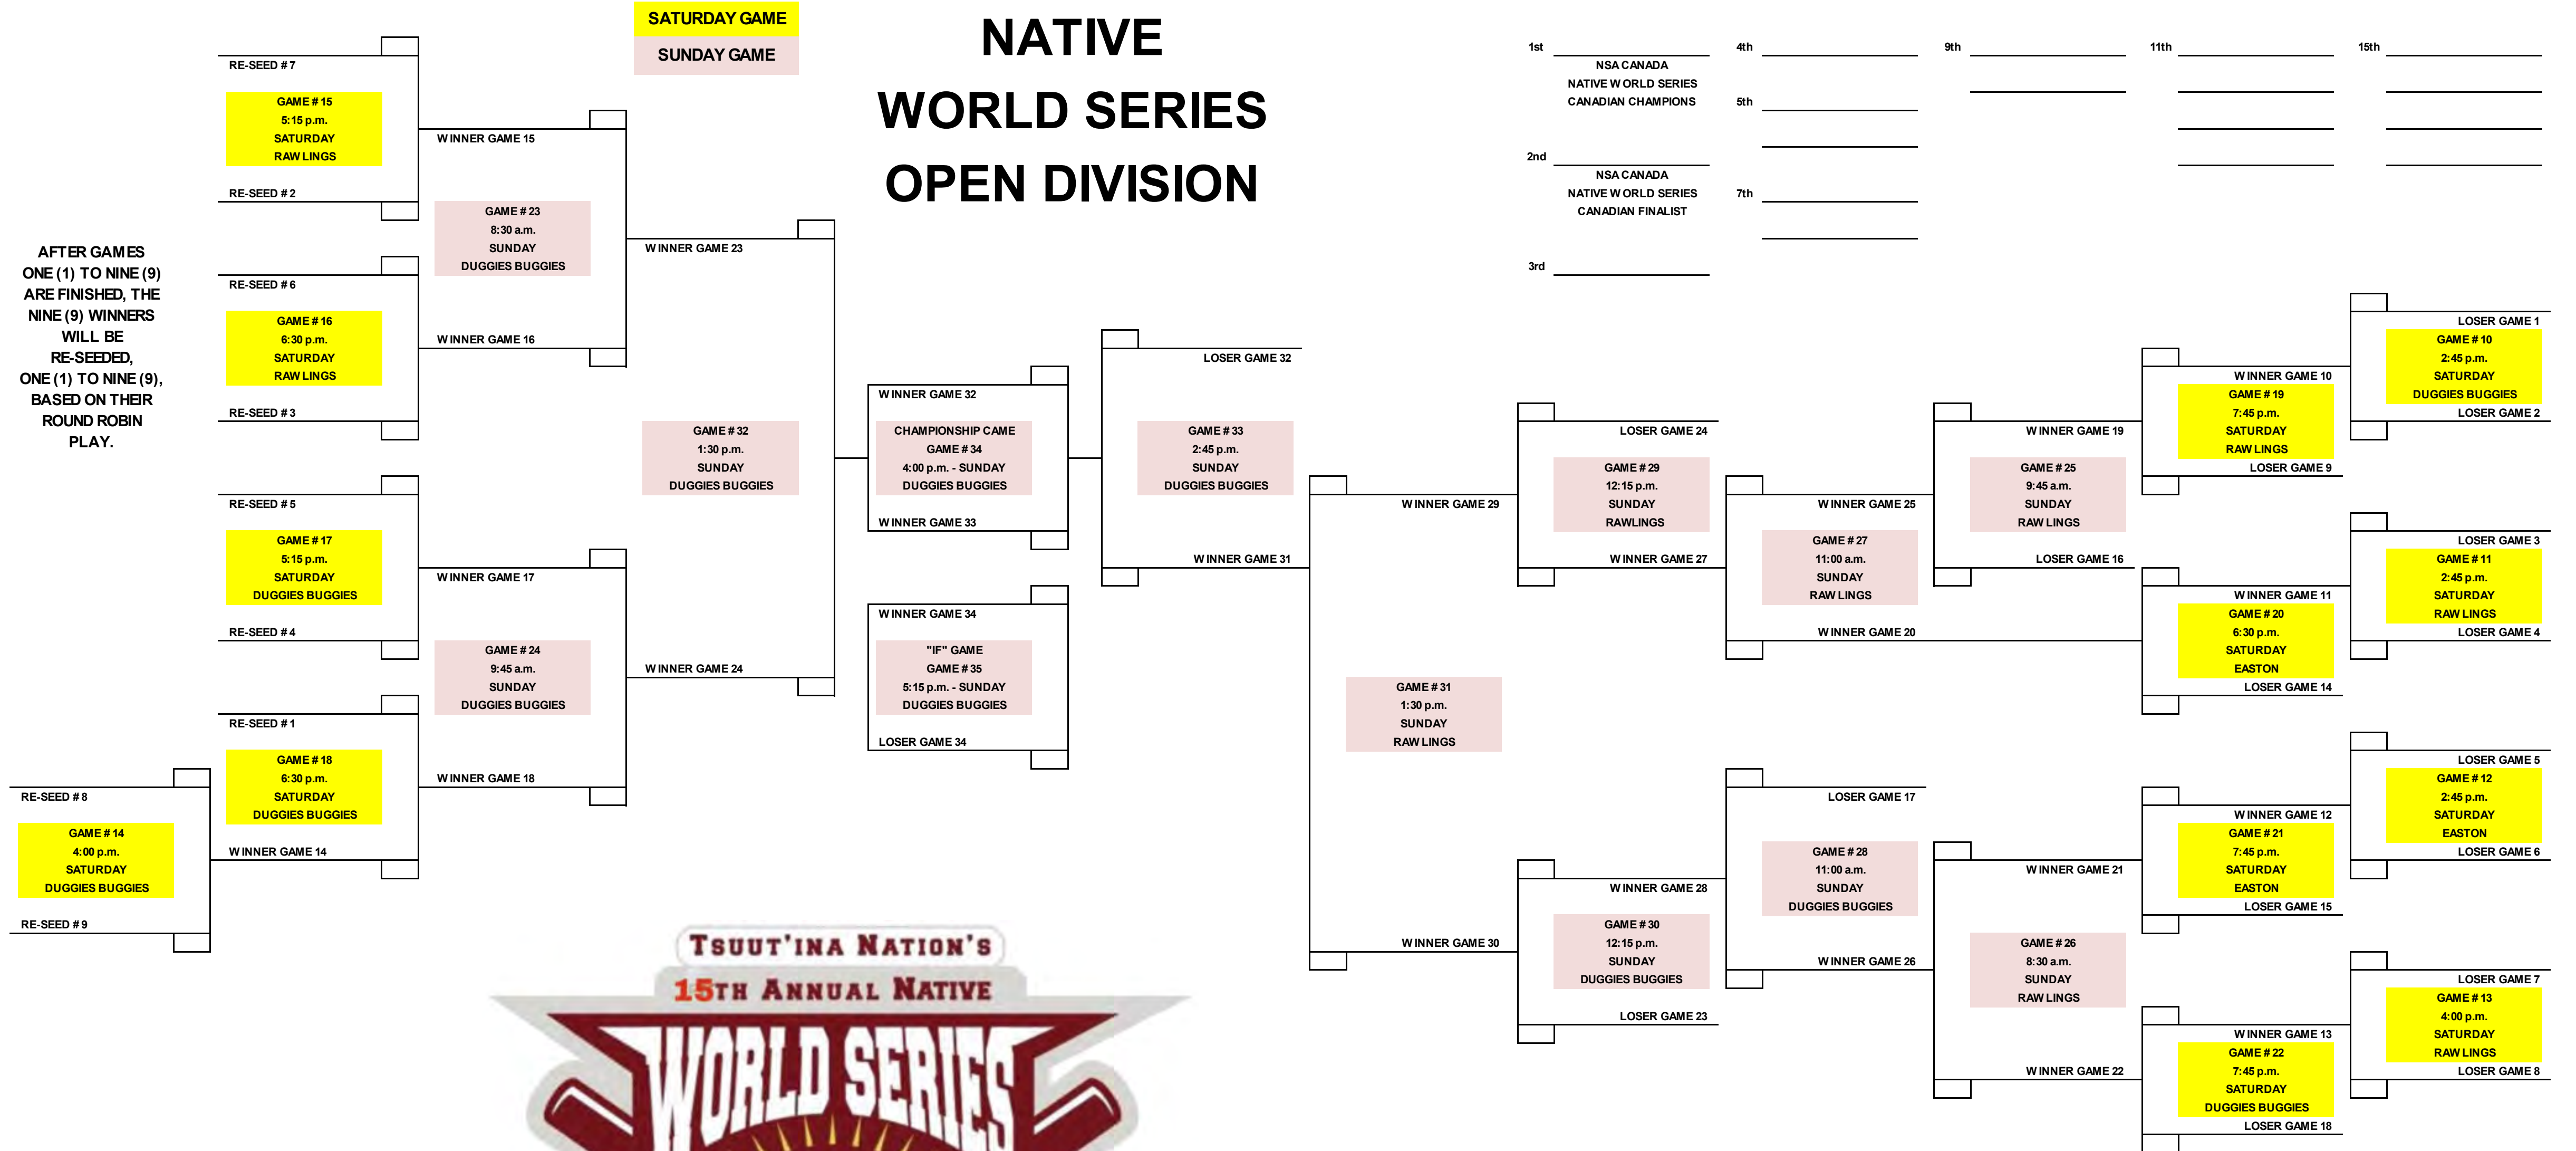 SATURDAY GAME
SUNDAY GAME
NATIVE
WORLD SERIES
OPEN DIVISION
1st
NSA CANADA
NATIVE WORLD SERIES
CANADIAN CHAMPIONS
2nd
NSA CANADA
NATIVE WORLD SERIES
CANADIAN FINALIST
3rd
4th
5th
7th
9th
11th
15th
AFTER GAMES
ONE (1) TO NINE (9)
ARE FINISHED, THE
NINE (9) WINNERS
WILL BE
RE-SEEDED,
ONE (1) TO NINE (9),
BASED ON THEIR
ROUND ROBIN
PLAY.
RE-SEED # 8
GAME # 14
4:00 p.m.
SATURDAY
DUGGIES BUGGIES
RE-SEED # 9
RE-SEED # 7
GAME # 15
5:15 p.m.
SATURDAY
RAWLINGS
RE-SEED # 2
RE-SEED # 6
GAME # 16
6:30 p.m.
SATURDAY
RAWLINGS
RE-SEED # 3
RE-SEED # 5
GAME # 17
5:15 p.m.
SATURDAY
DUGGIES BUGGIES
RE-SEED # 4
RE-SEED # 1
GAME # 18
6:30 p.m.
SATURDAY
DUGGIES BUGGIES
WINNER GAME 14
WINNER GAME 15
GAME # 23
8:30 a.m.
SUNDAY
DUGGIES BUGGIES
WINNER GAME 16
WINNER GAME 17
GAME # 24
9:45 a.m.
SUNDAY
DUGGIES BUGGIES
WINNER GAME 18
WINNER GAME 23
GAME # 32
1:30 p.m.
SUNDAY
DUGGIES BUGGIES
WINNER GAME 24
WINNER GAME 32
CHAMPIONSHIP CAME
GAME # 34
4:00 p.m. - SUNDAY
DUGGIES BUGGIES
WINNER GAME 33
WINNER GAME 34
"IF" GAME
GAME # 35
5:15 p.m. - SUNDAY
DUGGIES BUGGIES
LOSER GAME 34
LOSER GAME 32
GAME # 33
2:45 p.m.
SUNDAY
DUGGIES BUGGIES
WINNER GAME 31
WINNER GAME 29
GAME # 31
1:30 p.m.
SUNDAY
RAWLINGS
WINNER GAME 30
LOSER GAME 24
GAME # 29
12:15 p.m.
SUNDAY
RAWLINGS
WINNER GAME 27
WINNER GAME 28
GAME # 30
12:15 p.m.
SUNDAY
DUGGIES BUGGIES
LOSER GAME 23
WINNER GAME 25
GAME # 27
11:00 a.m.
SUNDAY
RAWLINGS
WINNER GAME 20
LOSER GAME 17
GAME # 28
11:00 a.m.
SUNDAY
DUGGIES BUGGIES
WINNER GAME 26
WINNER GAME 19
GAME # 25
9:45 a.m.
SUNDAY
RAWLINGS
LOSER GAME 16
WINNER GAME 21
GAME # 26
8:30 a.m.
SUNDAY
RAWLINGS
WINNER GAME 22
WINNER GAME 10
GAME # 19
7:45 p.m.
SATURDAY
RAWLINGS
LOSER GAME 9
WINNER GAME 11
GAME # 20
6:30 p.m.
SATURDAY
EASTON
LOSER GAME 14
WINNER GAME 12
GAME # 21
7:45 p.m.
SATURDAY
EASTON
LOSER GAME 15
WINNER GAME 13
GAME # 22
7:45 p.m.
SATURDAY
DUGGIES BUGGIES
LOSER GAME 18
LOSER GAME 1
GAME # 10
2:45 p.m.
SATURDAY
DUGGIES BUGGIES
LOSER GAME 2
LOSER GAME 3
GAME # 11
2:45 p.m.
SATURDAY
RAWLINGS
LOSER GAME 4
LOSER GAME 5
GAME # 12
2:45 p.m.
SATURDAY
EASTON
LOSER GAME 6
LOSER GAME 7
GAME # 13
4:00 p.m.
SATURDAY
RAWLINGS
LOSER GAME 8
TSUUT'INA NATION'S
15TH ANNUAL NATIVE
WORLD SERIES